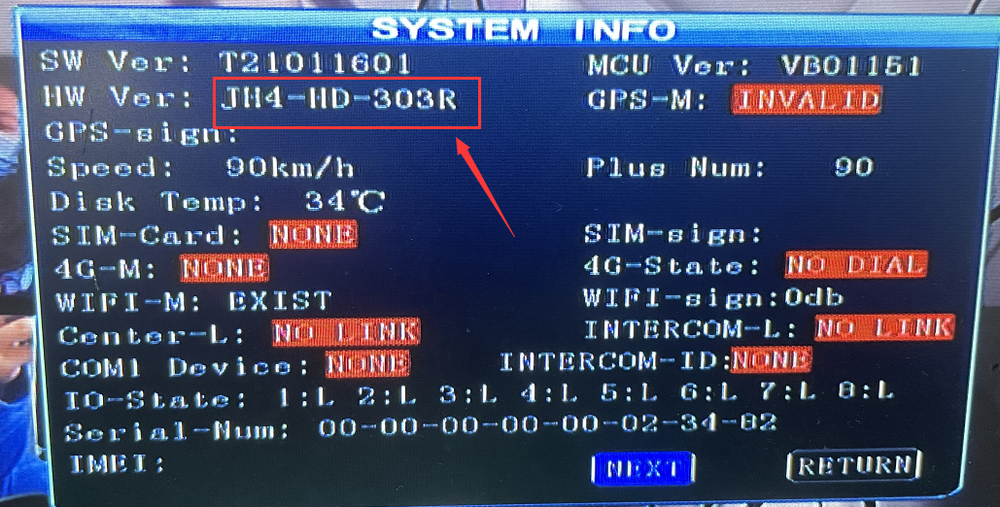 SYSTEM INFO
SW Ver: T21011601 MCU Ver: VB01151
HW Ver: JH4-HD-303R GPS-M: INVALID
GPS-sign:
Speed: 90km/h Plus Num: 90
Disk Temp: 34℃
SIM-Card: NONE SIM-sign:
4G-M: NONE 4G-State: NO DIAL
WIFI-M: EXIST WIFI-sign:0db
Center-L: NO LINK INTERCOM-L: NO LINK
COM1 Device: NONE INTERCOM-ID:NONE
IO-State: 1:L 2:L 3:L 4:L 5:L 6:L 7:L 8:L
Serial-Num: 00-00-00-00-00-02-34-82
IMEI: NEXT RETURN